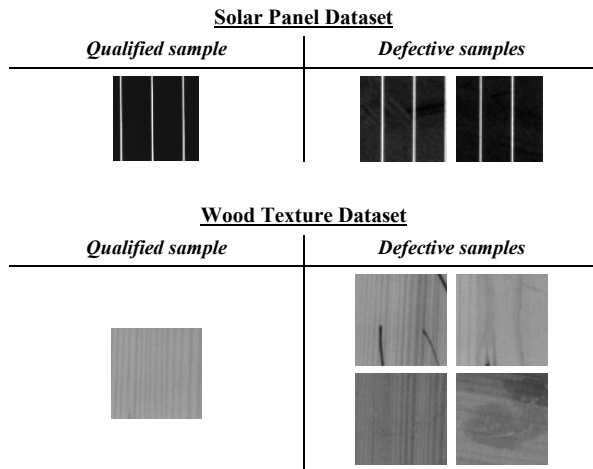 Solar Panel Dataset
Qualified sample Defective samples
Wood Texture Dataset
Qualified sample Defective samples